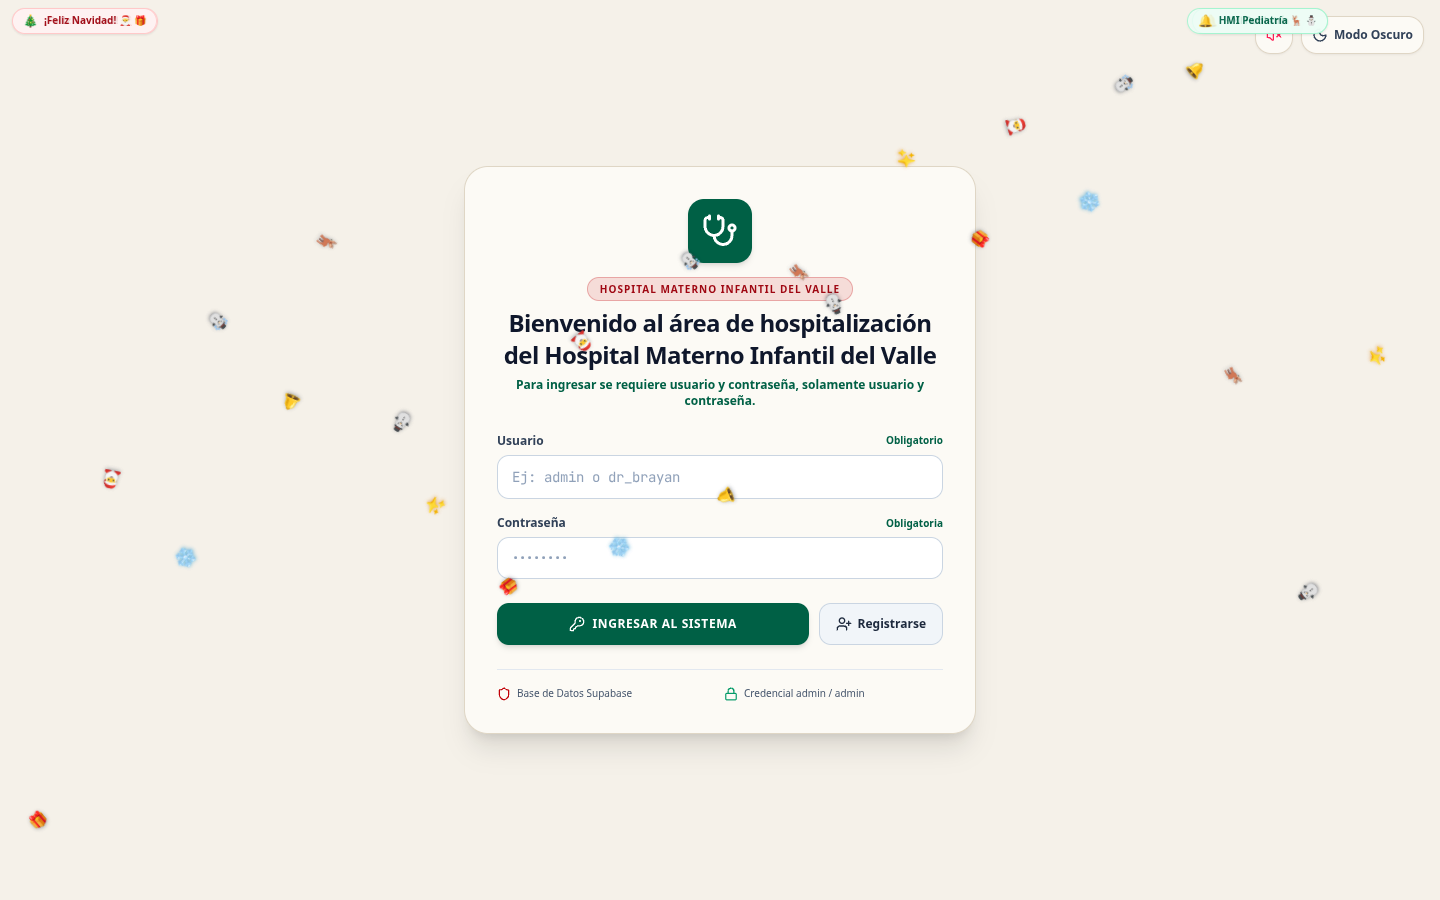 🎄 ¡Feliz Navidad! 🎅 🎁
🔔 HMI Pediatría 🦌 ⛄
Modo Oscuro
HOSPITAL MATERNO INFANTIL DEL VALLE
Bienvenido al área de hospitalización
del Hospital Materno Infantil del Valle
Para ingresar se requiere usuario y contraseña, solamente usuario y
contraseña.
Usuario
Obligatorio
Ej: admin o dr_brayan
Contraseña
Obligatoria
••••••••
INGRESAR AL SISTEMA
Registrarse
Base de Datos Supabase
Credencial admin / admin